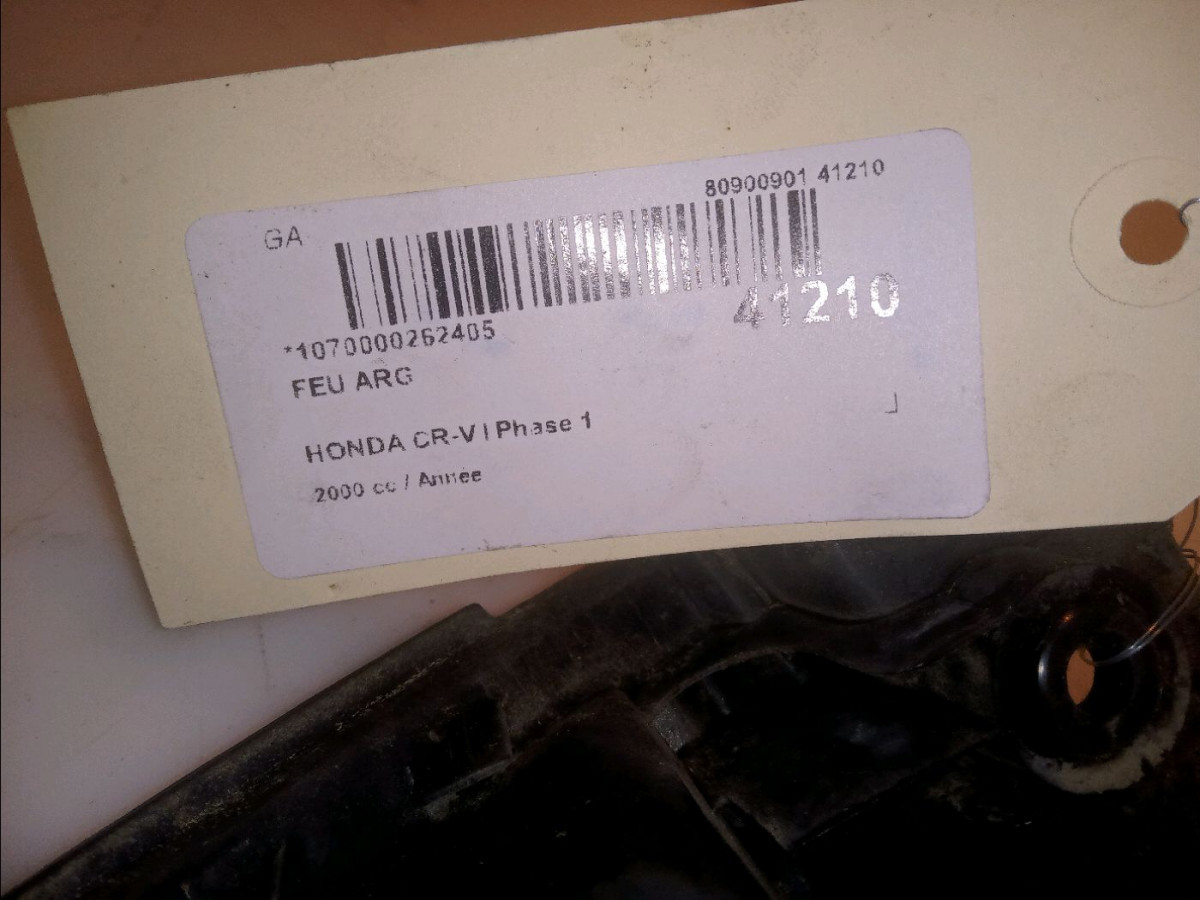 80900901 41210
GA
41210
*1070000262405
FEU ARG
HONDA CR-V I Phase 1
2000 cc / Année